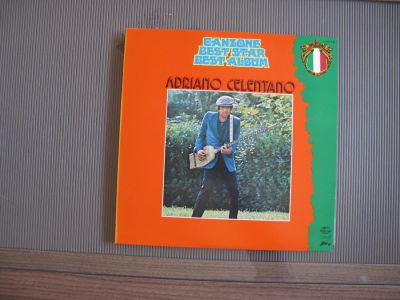 CANZONE
BEST STAR
BEST ALBUM
ADRIANO CELENTANO